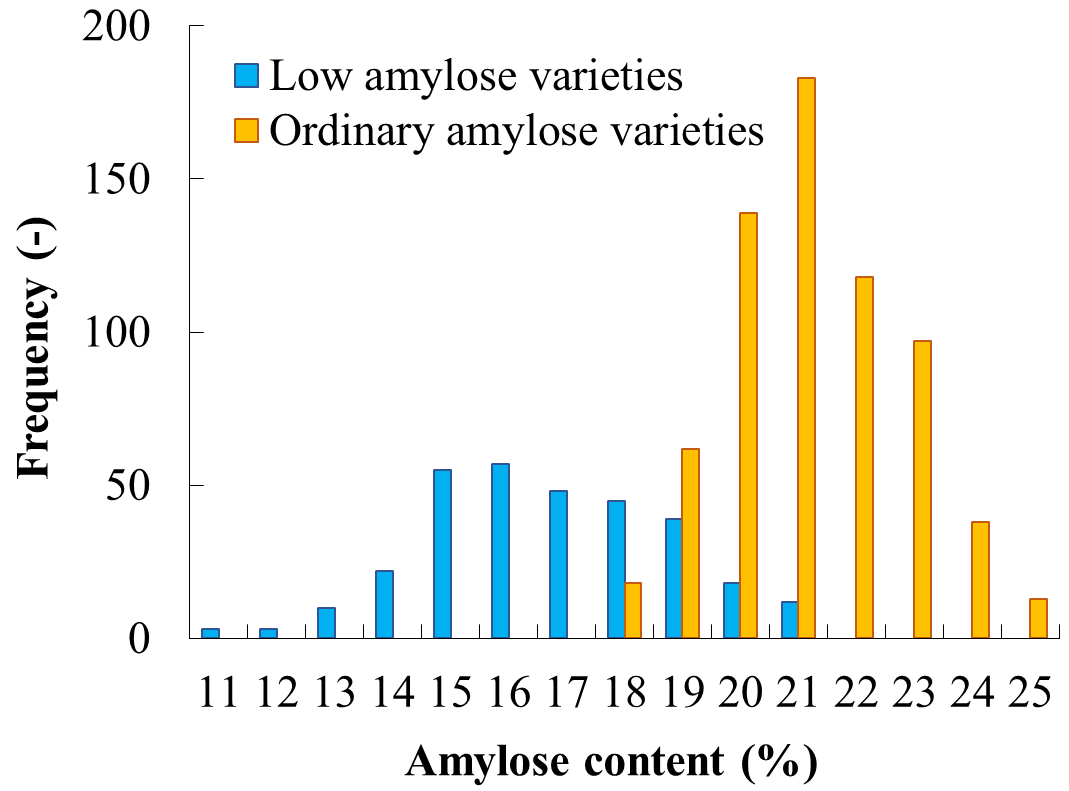 200
Low amylose varieties
Ordinary amylose varieties
150
100
50
0
Frequency (-)
11 12 13 14 15 16 17 18 19 20 21 22 23 24 25
Amylose content (%)